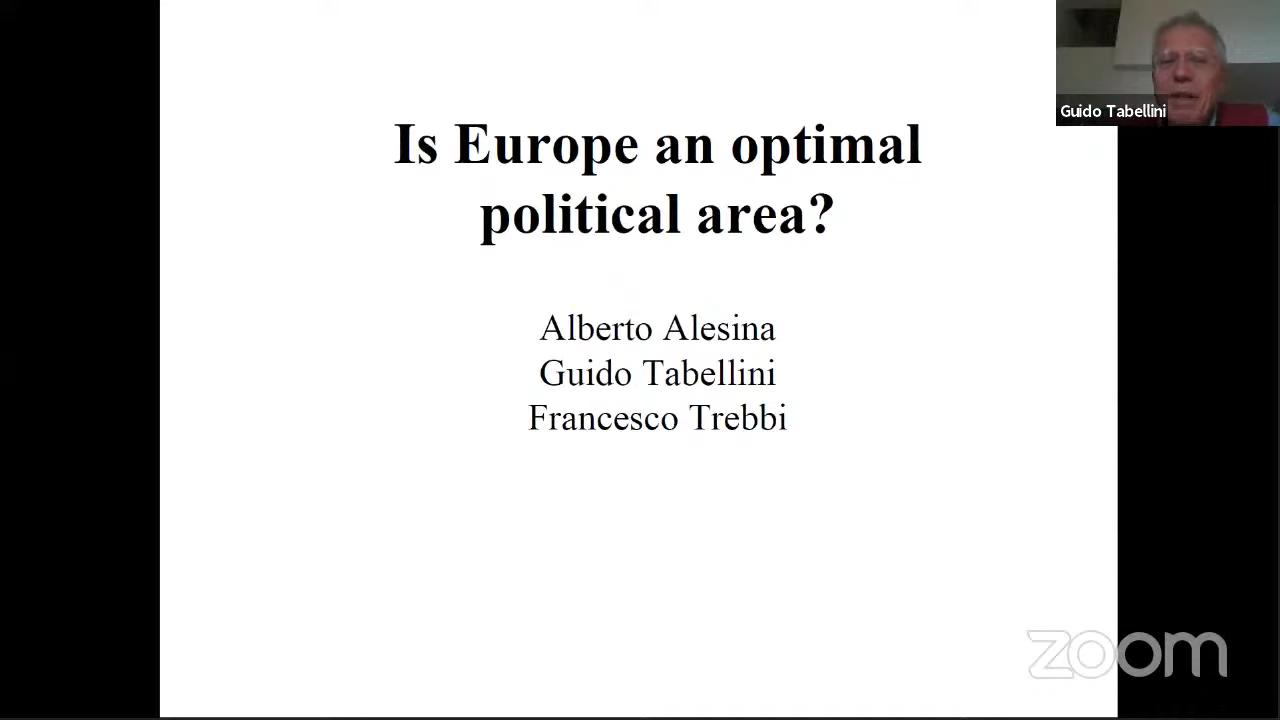 Is Europe an optimal
political area?
Alberto Alesina
Guido Tabellini
Francesco Trebbi
Guido Tabellini
zoom